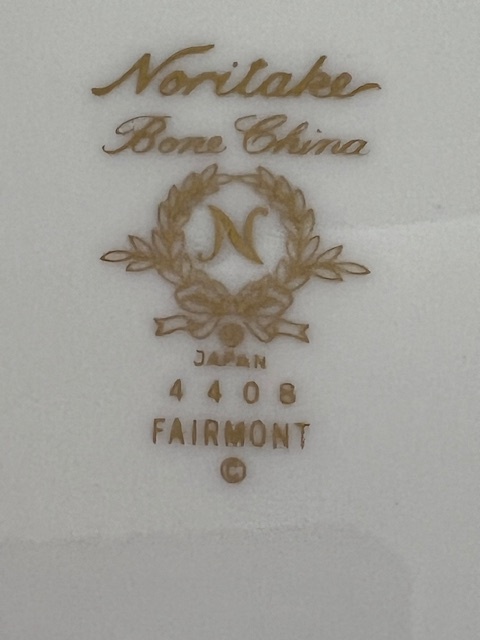 Noritake
Bone China
N
JAPAN
4408
FAIRMONT
©